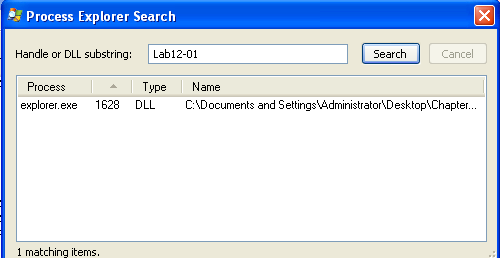 Process Explorer Search
Handle or DLL substring: Lab12-01 Search Cancel
Process Type Name
explorer.exe 1628 DLL C:\Documents and Settings\Administrator\Desktop\Chapter...
1 matching items.